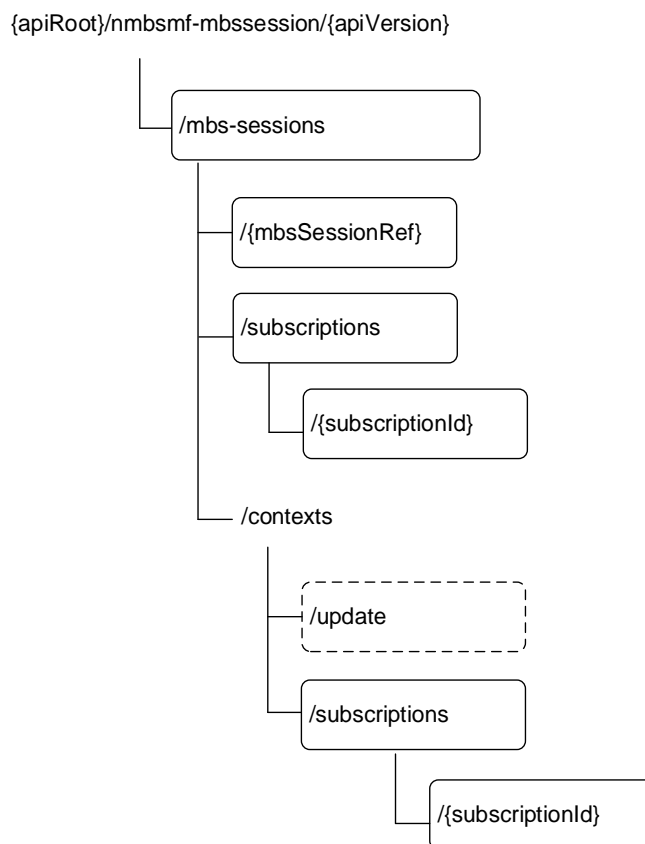 {apiRoot}/nmbsmf-mbssession/{apiVersion}
/mbs-sessions
/{mbsSessionRef}
/subscriptions
/{subscriptionId}
/contexts
/update
/subscriptions
/{subscriptionId}